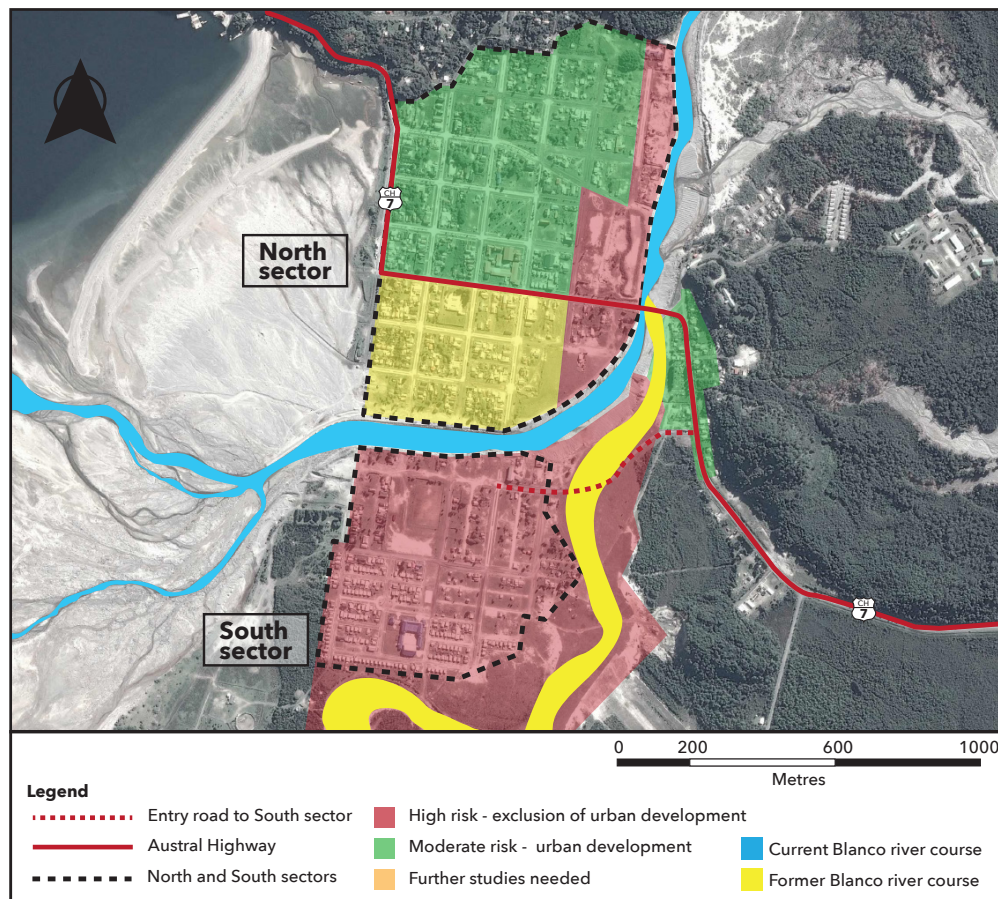 CH
7
North
sector
South
sector
CH
7
0 200 600 1000
Metres
Legend
Entry road to South sector
Austral Highway
North and South sectors
High risk - exclusion of urban development
Moderate risk - urban development
Further studies needed
Current Blanco river course
Former Blanco river course